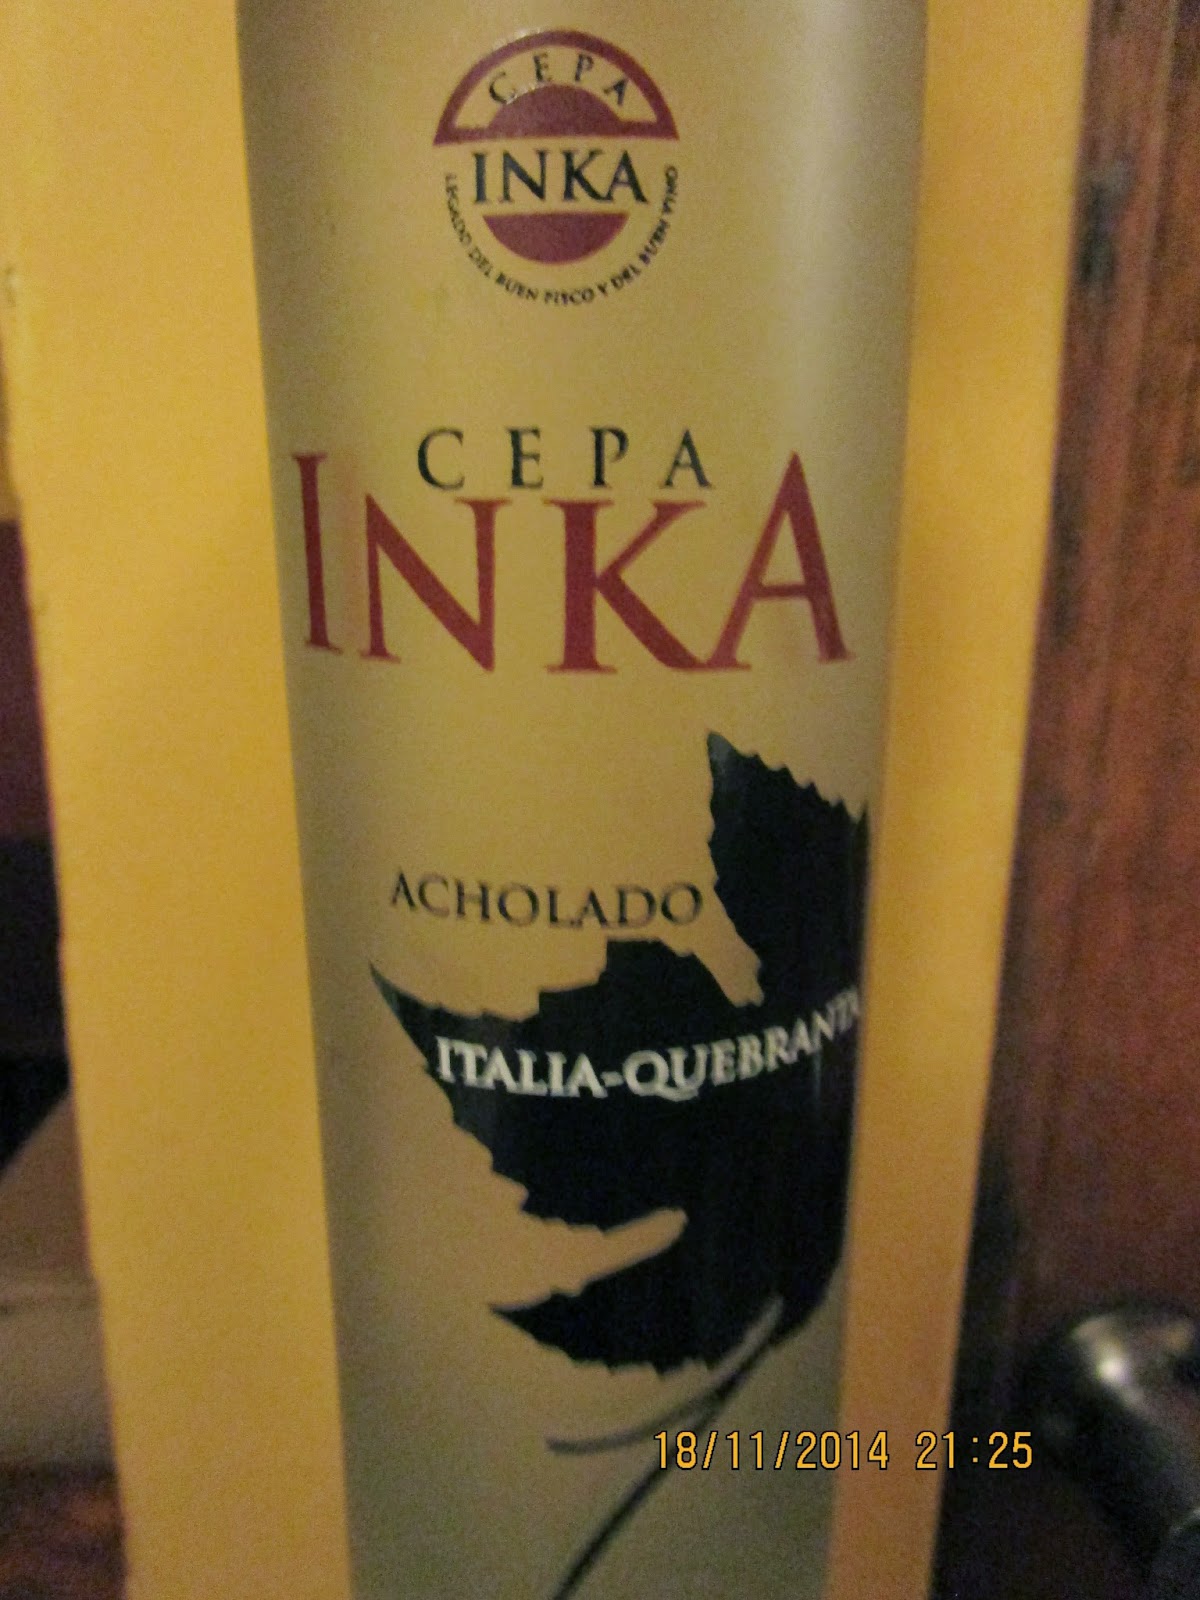 CEPA
INKA
LEGADO DEL BUEN PISCO Y DEL BUEN VINO
CEPA
INKA
ACHOLADO
ITALIA-QUEBRANTA
18/11/2014 21:25